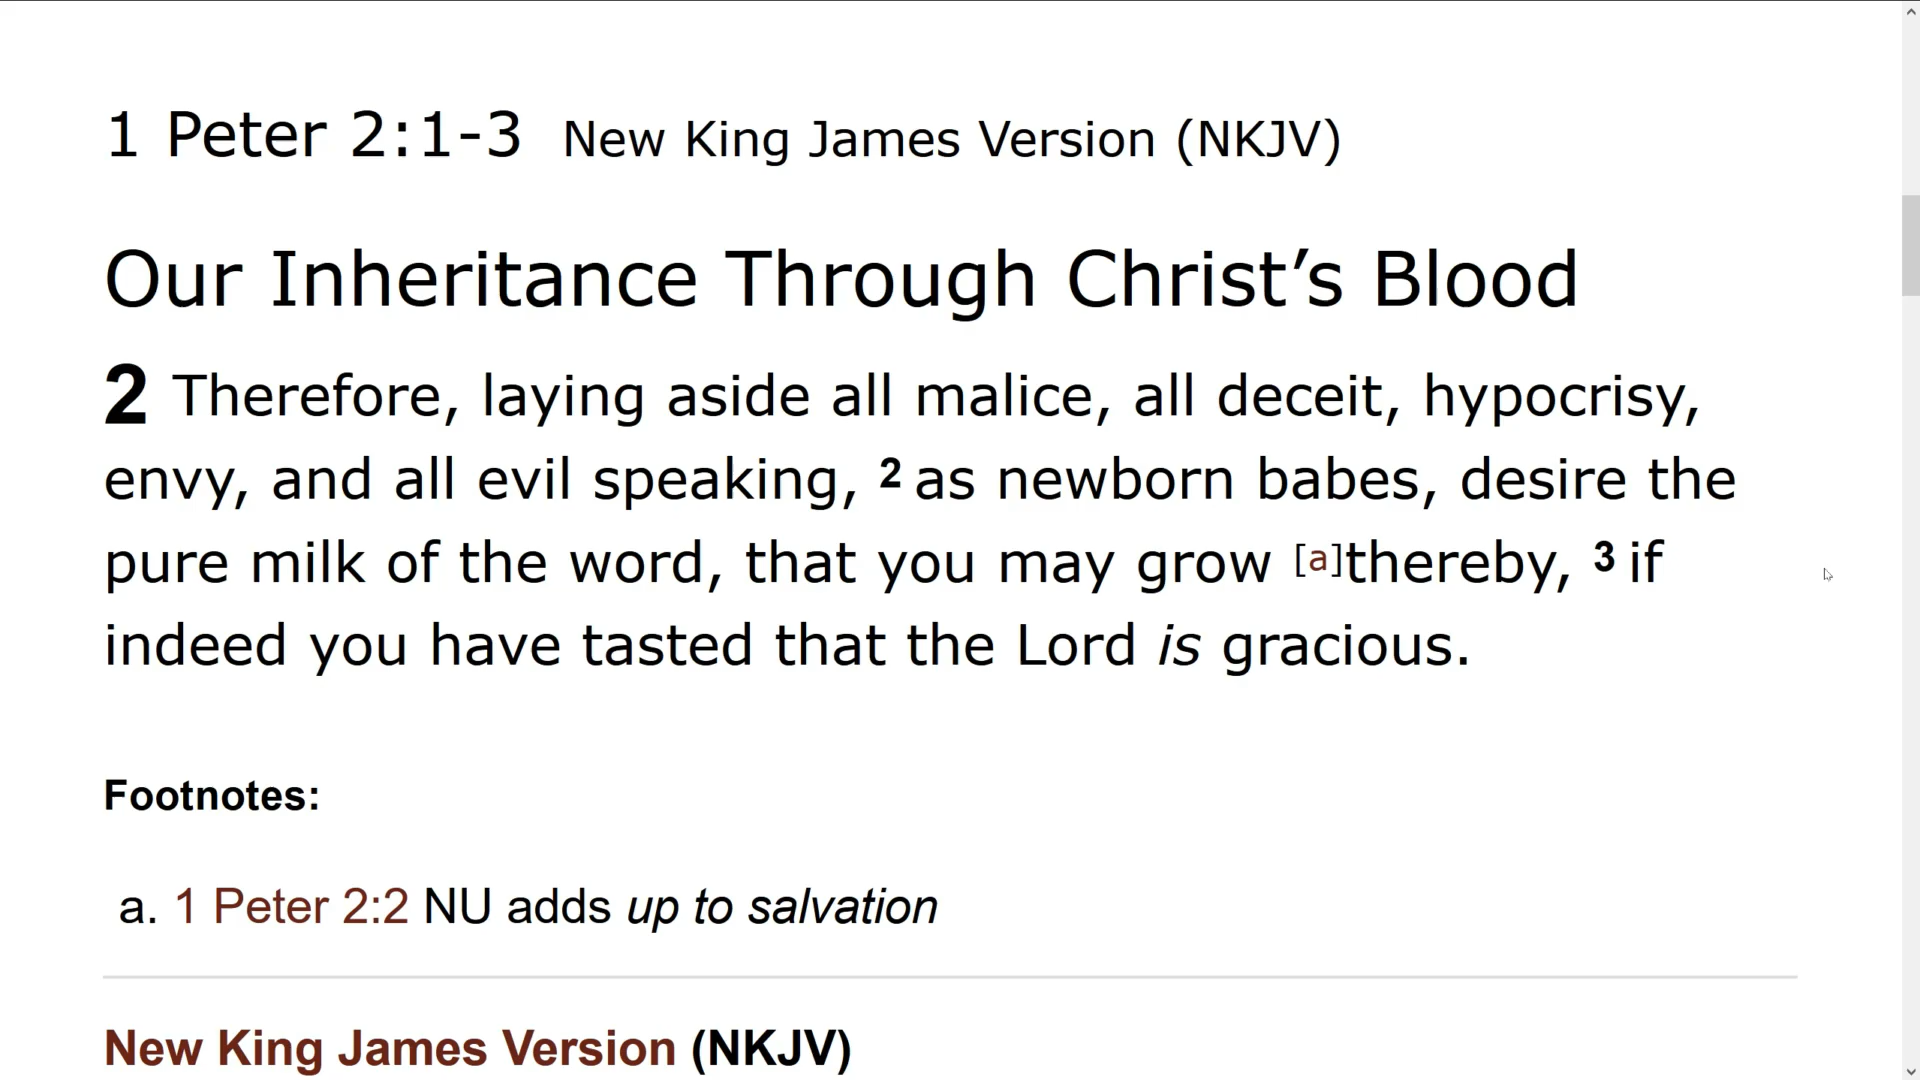 1 Peter 2:1-3 New King James Version (NKJV)
Our Inheritance Through Christ’s Blood
2 Therefore, laying aside all malice, all deceit, hypocrisy,
envy, and all evil speaking, 2 as newborn babes, desire the
pure milk of the word, that you may grow [a]thereby, 3 if
indeed you have tasted that the Lord is gracious.
Footnotes:
a. 1 Peter 2:2 NU adds up to salvation
New King James Version (NKJV)